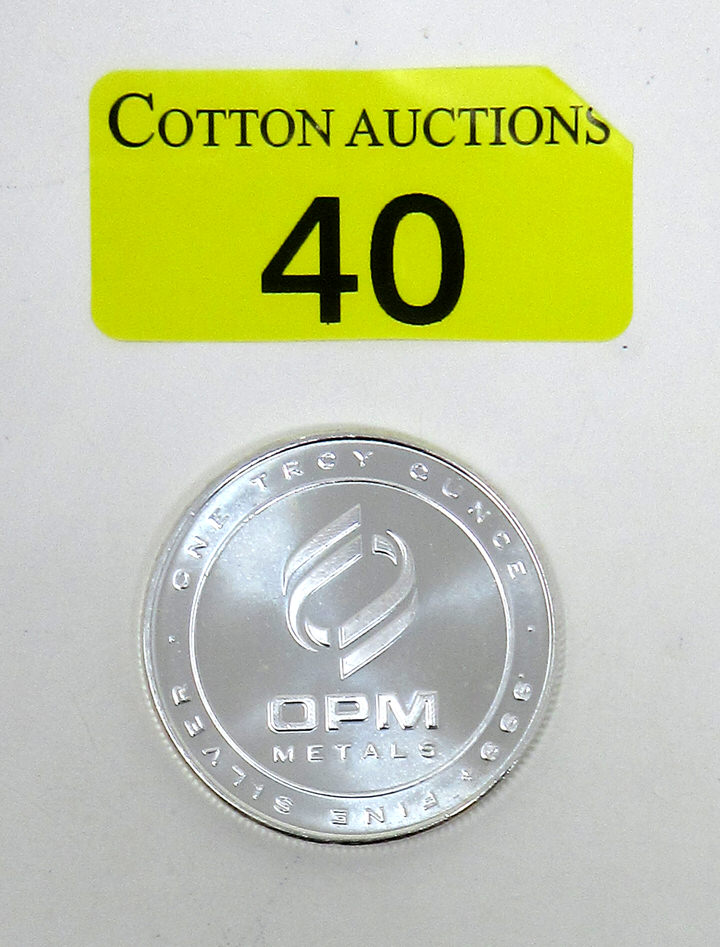 COTTON AUCTIONS
40
ONE TROY OUNCE · .999+ FINE SILVER ·
OPM
METALS